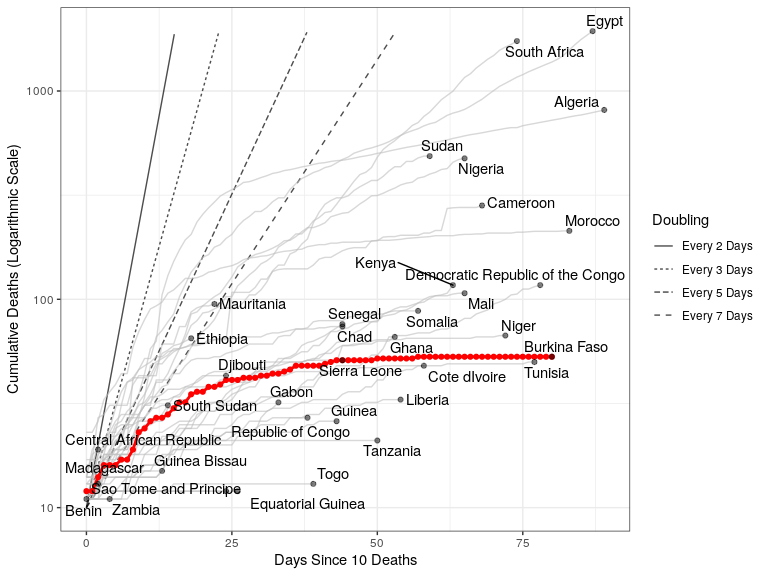 Egypt
South Africa
Algeria
1000
Sudan
Nigeria
Cameroon
Morocco
Kenya
Democratic Republic of the Congo
100
Mauritania
Mali
Senegal
Somalia
Niger
Ethiopia
Chad
Ghana
Burkina Faso
Djibouti
Sierra Leone
Cote dIvoire
Tunisia
Gabon
South Sudan
Liberia
Guinea
Republic of Congo
Central African Republic
Tanzania
Guinea Bissau
Madagascar
Togo
Sao Tome and Principe
Equatorial Guinea
Benin
Zambia
10
0
25
50
75
Days Since 10 Deaths
Cumulative Deaths (Logarithmic Scale)
Doubling
Every 2 Days
Every 3 Days
Every 5 Days
Every 7 Days